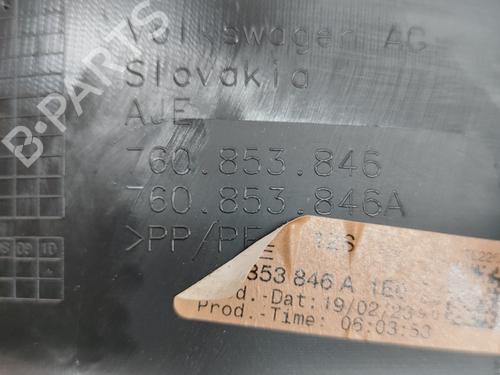 Volkswagen AG
Slovakia
AJE
760.853.846
760.853.846A
>PP/PE
853 846 A 1E
.-Dat:19/02/23
Prod.-Time: 06:03:53
B-PARTS